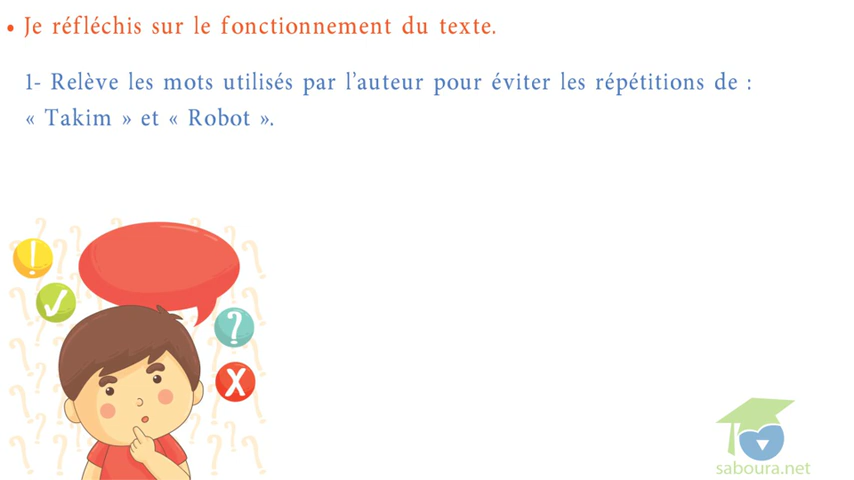 • Je réfléchis sur le fonctionnement du texte.
1- Relève les mots utilisés par l'auteur pour éviter les répétitions de :
« Takim » et « Robot ».
saboura.net